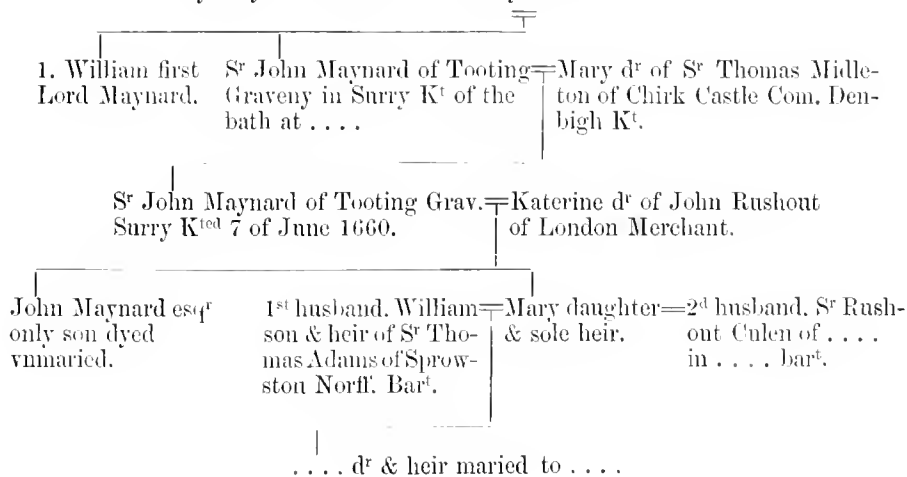 1. William first
Lord Maynard.
Sʳ John Maynard of Tooting
Graveny in Surry Kᵗ of the
bath at . . . .
Mary dʳ of Sʳ Thomas Midle-
ton of Chirk Castle Com. Den-
bigh Kᵗ.
Sʳ John Maynard of Tooting Grav.
Surry Kᵗᵉᵈ 7 of June 1660.
Katerine dʳ of John Rushout
of London Merchant.
John Maynard esqʳ
only son dyed
vnmaried.
1ˢᵗ husband. William
son & heir of Sʳ Tho-
mas Adams of Sprow-
ston Norff. Barᵗ.
Mary daughter
& sole heir.
2ᵈ husband. Sʳ Rush-
out Culen of . . . .
in . . . . barᵗ.
. . . . dʳ & heir maried to . . . .